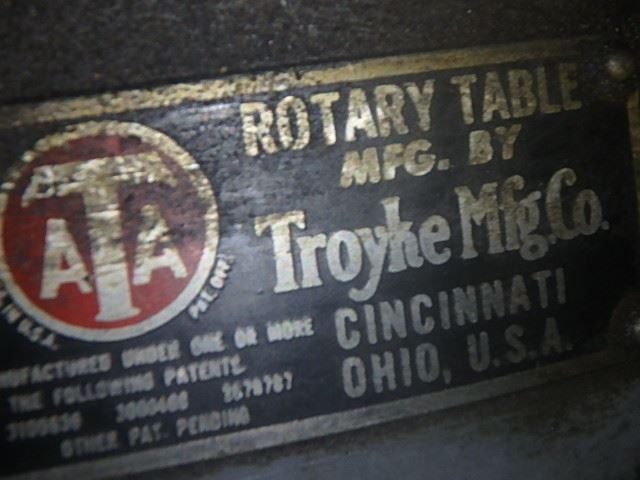 ROTARY TABLE
MFG. BY
Troyke Mfg. Co.
CINCINNATI
OHIO, U.S.A.
ATA
IN U.S.A.
MANUFACTURED UNDER ONE OR MORE
THE FOLLOWING PATENTS.
OTHER PAT. PENDING